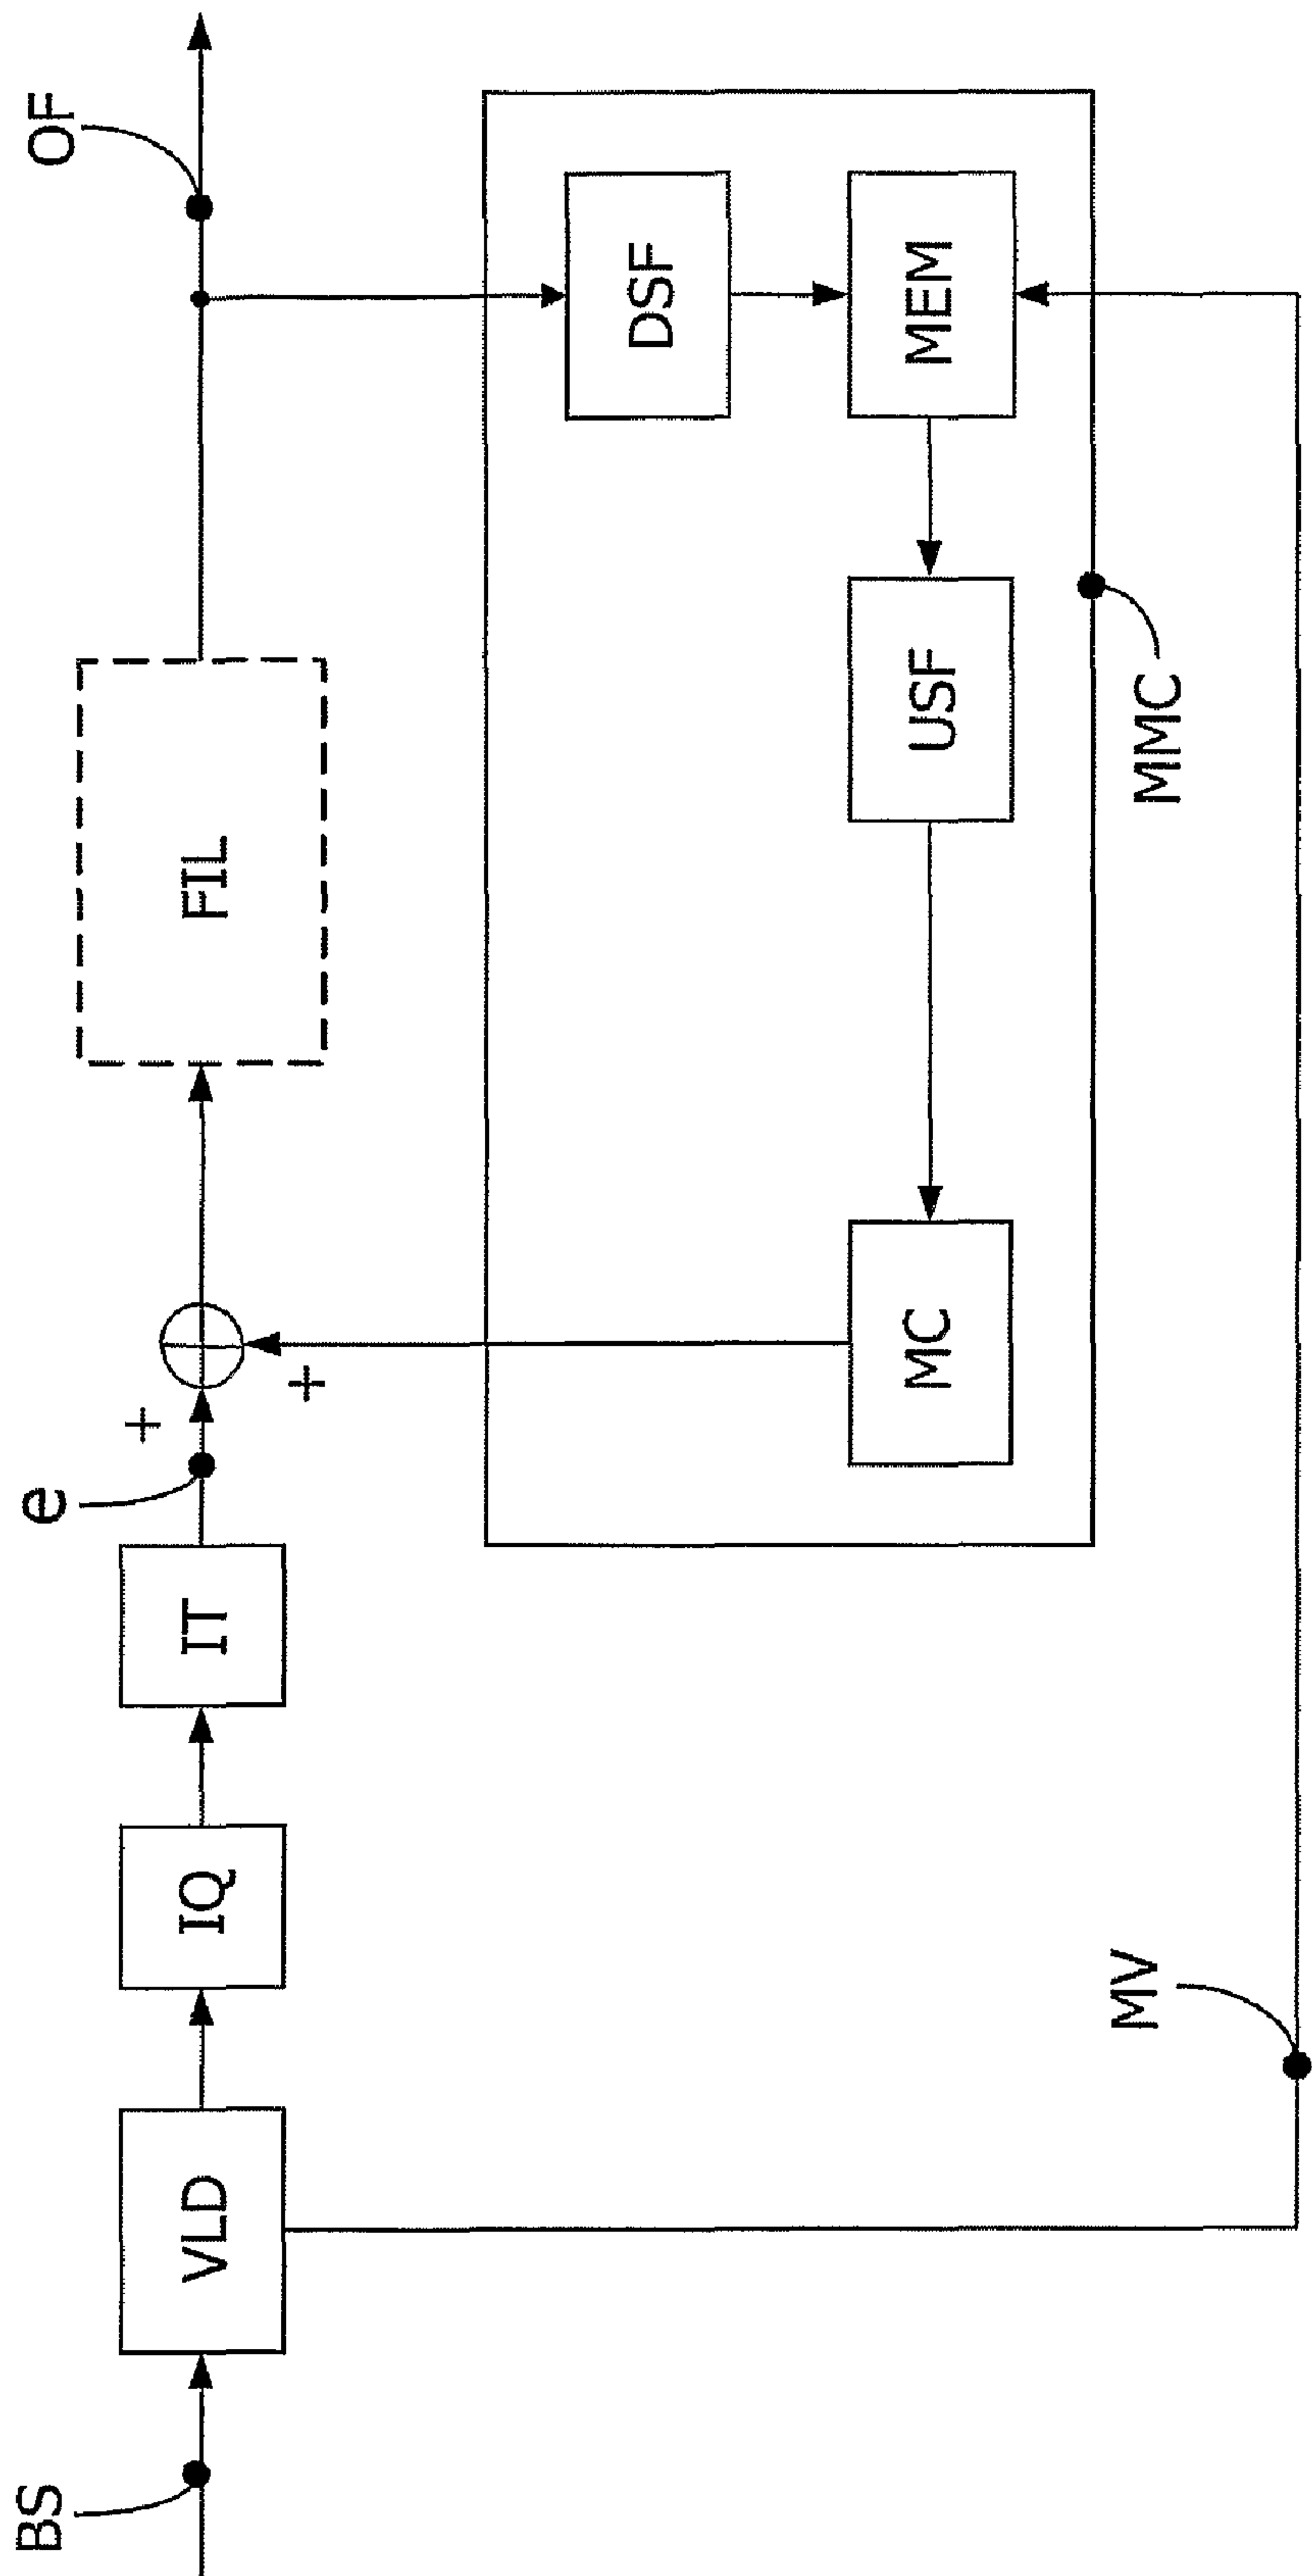 BS
VLD
IQ
IT
e
+
+
FIL
OF
MC
USF
DSF
MEM
MMC
MV